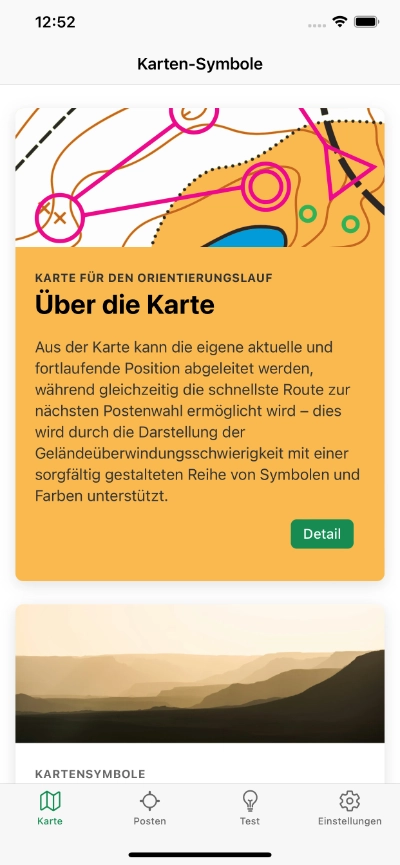 12:52
Karten-Symbole
KARTE FÜR DEN ORIENTIERUNGSLAUF
Über die Karte
Aus der Karte kann die eigene aktuelle und
fortlaufende Position abgeleitet werden,
während gleichzeitig die schnellste Route zur
nächsten Postenwahl ermöglicht wird – dies
wird durch die Darstellung der
Geländeüberwindungsschwierigkeit mit einer
sorgfältig gestalteten Reihe von Symbolen und
Farben unterstützt.
Detail
KARTENSYMBOLE
Karte
Posten
Test
Einstellungen